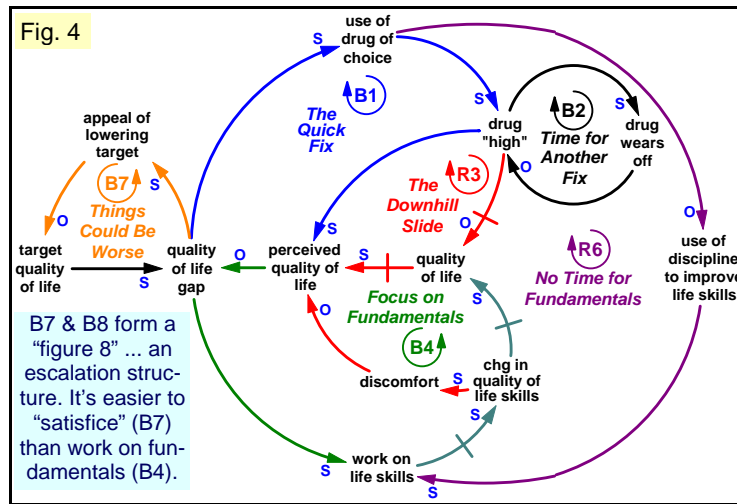 Fig. 4
use of
drug of
choice
S
S
B1
The
Quick
Fix
drug
"high"
B2
Time for
Another
Fix
S
drug
wears
off
O
appeal of
lowering
target
B7
S
O
Things
Could Be
Worse
target
quality
of life
S
quality
of life
gap
O
perceived
quality of
life
S
S
quality
of life
R3
The
Downhill
Slide
O
R6
No Time for
Fundamentals
O
use of
discipline
to improve
life skills
Focus on
Fundamentals
B4
S
O
discomfort
S
chg in
quality of
life skills
S
S
work on
life skills
S
B7 & B8 form a
“figure 8” ... an
escalation struc-
ture. It’s easier to
“satisfice” (B7)
than work on fun-
damentals (B4).